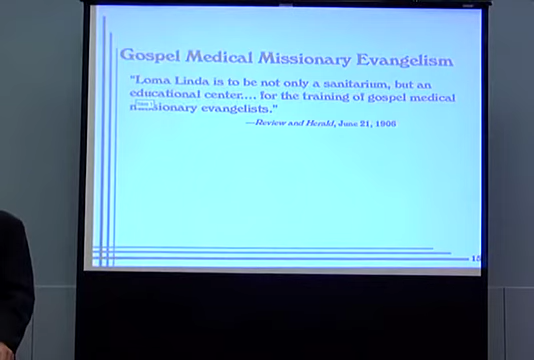 Gospel Medical Missionary Evangelism
"Loma Linda is to be not only a sanitarium, but an
educational center.... for the training of gospel medical
evangelists."
—Review and Herald, June 21, 1906
15